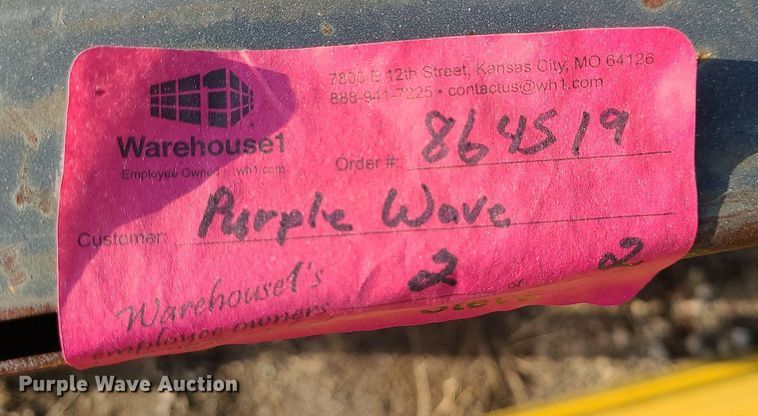 7800 E 12th Street, Kansas City, MO 64126
888-941-7225 • contactus@wh1.com
Warehouse1
Employee Owned wh1.com
Order #: 864519
Customer: Purple Wave
2 of 2
Warehouse1's
employee owners
Purple Wave Auction